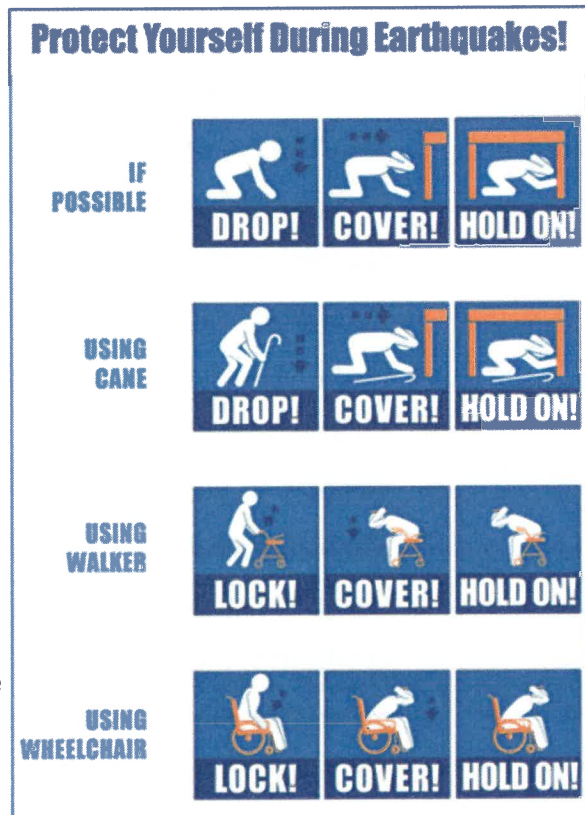 Protect Yourself During Earthquakes!
IF
POSSIBLE
DROP!
COVER!
HOLD ON!
USING
CANE
DROP!
COVER!
HOLD ON!
USING
WALKER
LOCK!
COVER!
HOLD ON!
USING
WHEELCHAIR
LOCK!
COVER!
HOLD ON!